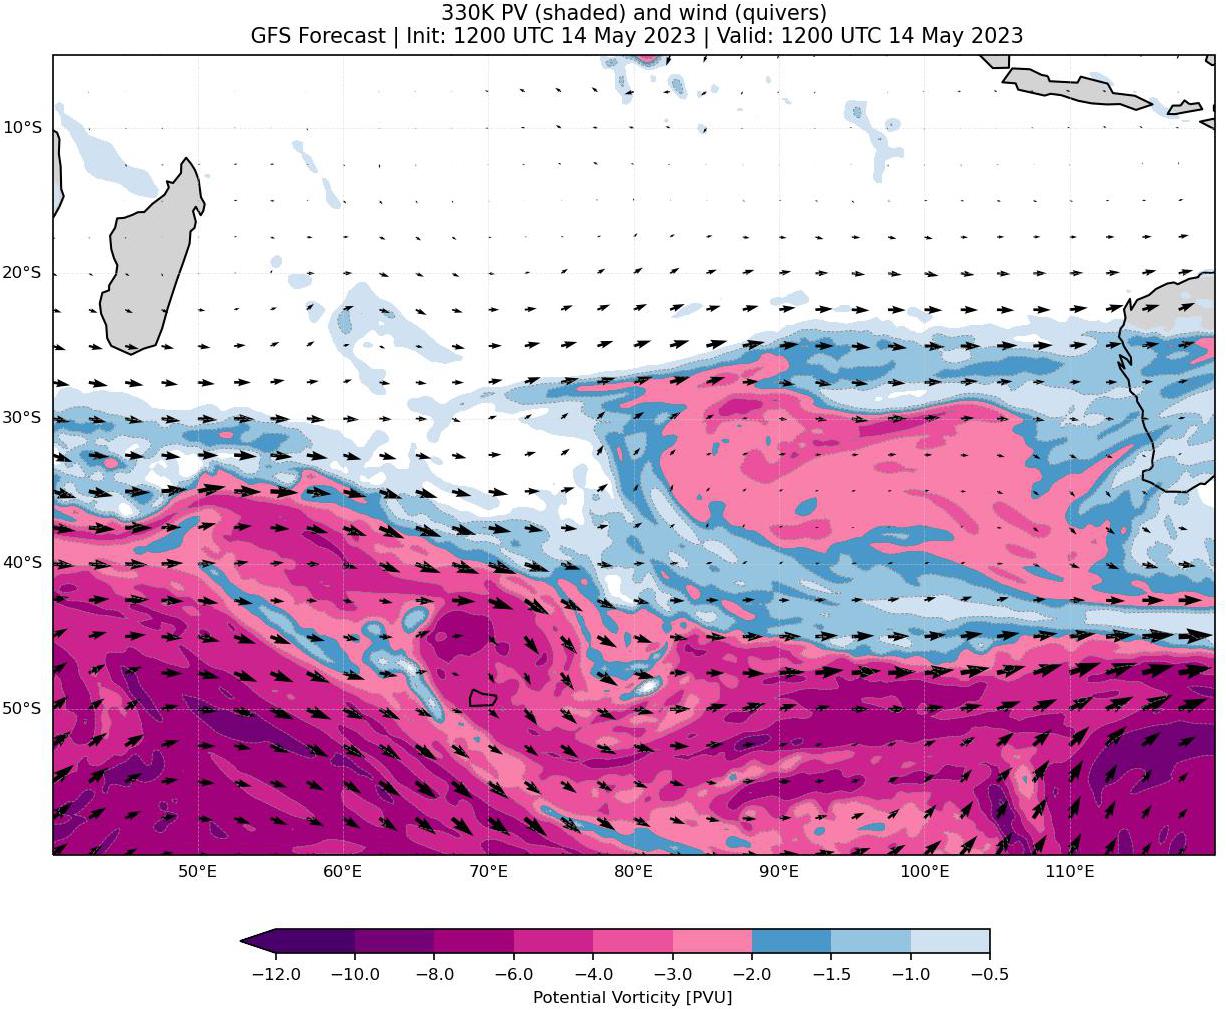 330K PV (shaded) and wind (quivers)
GFS Forecast | Init: 1200 UTC 14 May 2023 | Valid: 1200 UTC 14 May 2023
10°S
20°S
30°S
40°S
50°S
50°E 60°E 70°E 80°E 90°E 100°E 110°E
−12.0 −10.0 −8.0 −6.0 −4.0 −3.0 −2.0 −1.5 −1.0 −0.5
Potential Vorticity [PVU]